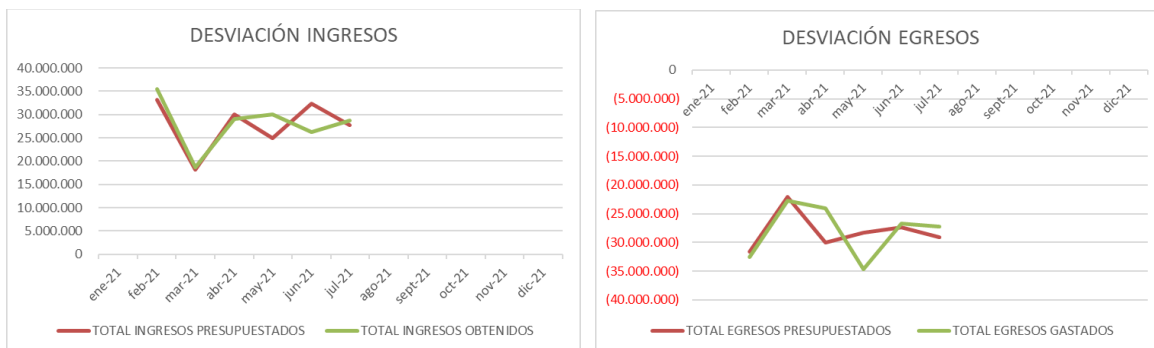 DESVIACIÓN INGRESOS
40.000.000
35.000.000
30.000.000
25.000.000
20.000.000
15.000.000
10.000.000
5.000.000
0
ene-21
feb-21
mar-21
abr-21
may-21
jun-21
jul-21
ago-21
sept-21
oct-21
nov-21
dic-21
TOTAL INGRESOS PRESUPUESTADOS
TOTAL INGRESOS OBTENIDOS
DESVIACIÓN EGRESOS
0
(5.000.000)
(10.000.000)
(15.000.000)
(20.000.000)
(25.000.000)
(30.000.000)
(35.000.000)
(40.000.000)
ene-21
feb-21
mar-21
abr-21
may-21
jun-21
jul-21
ago-21
sept-21
oct-21
nov-21
dic-21
TOTAL EGRESOS PRESUPUESTADOS
TOTAL EGRESOS GASTADOS